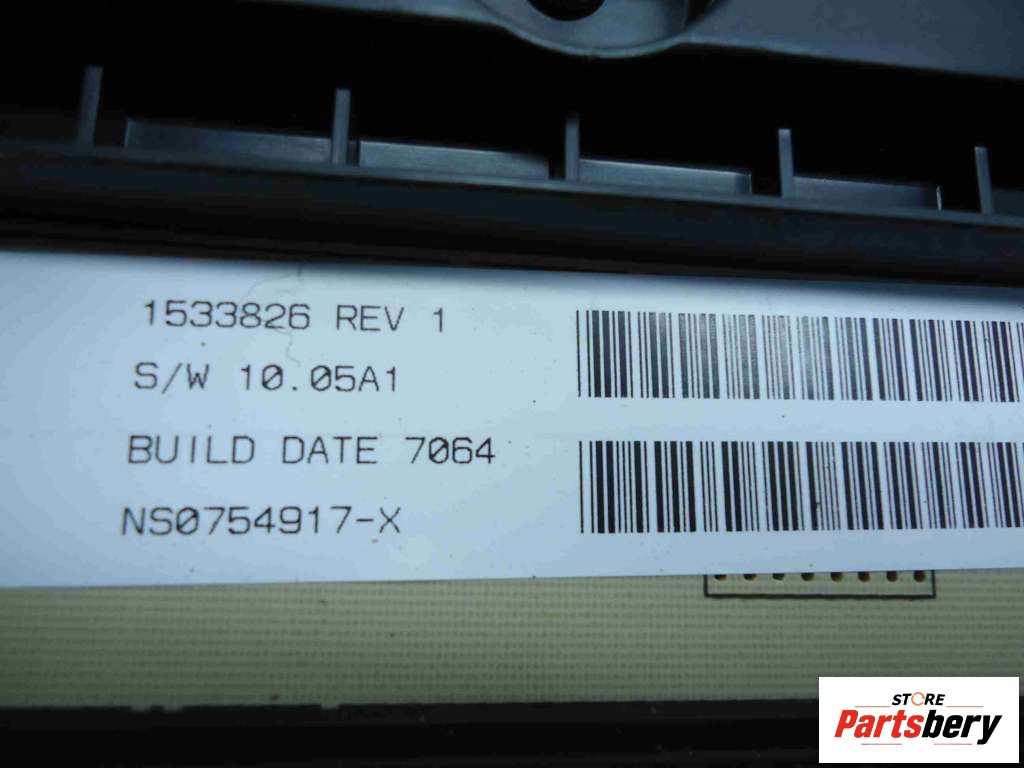 1533826 REV 1
S/W 10.05A1
BUILD DATE 7064
NS0754917-X
STORE
Partsbery